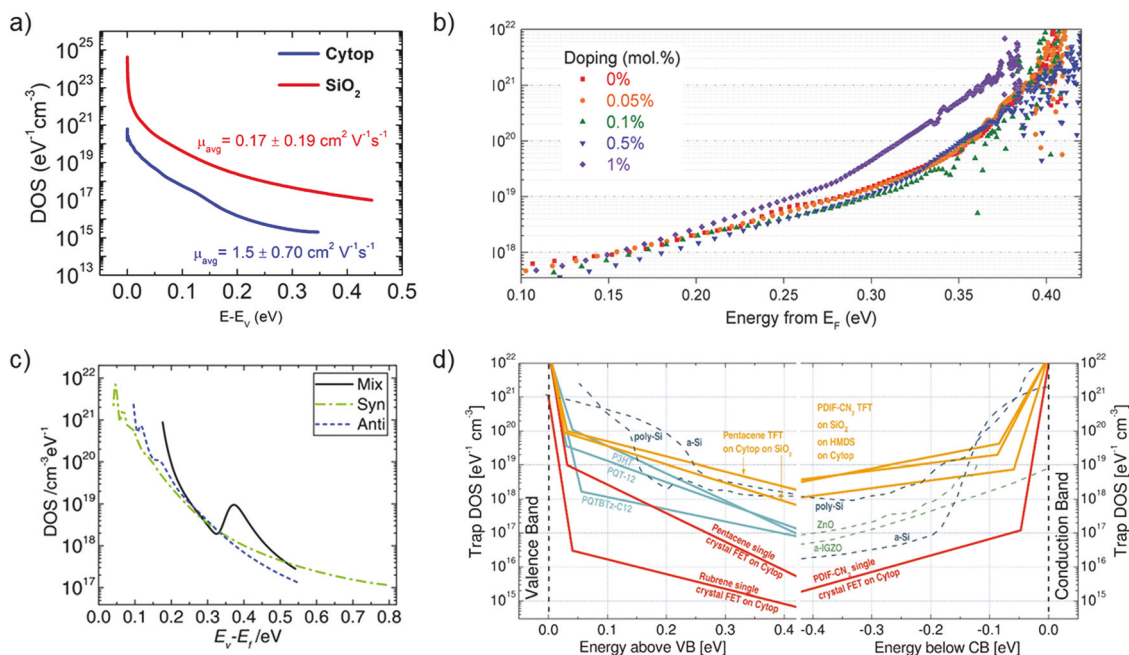 a)
10²⁵
10²³
10²¹
10¹⁹
10¹⁷
10¹⁵
10¹³
DOS (eV⁻¹ cm⁻³)
Cytop
SiO₂
μavg = 0.17 ± 0.19 cm² V⁻¹s⁻¹
μavg = 1.5 ± 0.70 cm² V⁻¹s⁻¹
0.0 0.1 0.2 0.3 0.4 0.5
E-Eᵥ (eV)
b)
10²²
10²¹
10²⁰
10¹⁹
10¹⁸
Doping (mol.%)
0%
0.05%
0.1%
0.5%
1%
0.10 0.15 0.20 0.25 0.30 0.35 0.40
Energy from E_F (eV)
c)
10²²
10²¹
10²⁰
10¹⁹
10¹⁸
10¹⁷
DOS /cm⁻³eV⁻¹
Mix
Syn
Anti
0.0 0.1 0.2 0.3 0.4 0.5 0.6 0.7 0.8
Eᵥ-E_f /eV
d)
10²²
10²¹
10²⁰
10¹⁹
10¹⁸
10¹⁷
10¹⁶
10¹⁵
Trap DOS [eV⁻¹ cm⁻³]
Valence Band
poly-Si
a-Si
Pentacene TFT
on Cytop on SiO₂
P3HT
PQT-12
PQTBTz-C12
Pentacene single
crystal FET on Cytop
Rubrene single
crystal FET on Cytop
0.0 0.1 0.2 0.3 0.4
Energy above VB [eV]
PDIF-CN₂ TFT
on SiO₂
on HMDS
on Cytop
poly-Si
ZnO
a-IGZO
a-Si
PDIF-CN₂ single
crystal FET on Cytop
-0.4 -0.3 -0.2 -0.1 0.0
Energy below CB [eV]
Conduction Band
10²²
10²¹
10²⁰
10¹⁹
10¹⁸
10¹⁷
10¹⁶
10¹⁵
Trap DOS [eV⁻¹ cm⁻³]